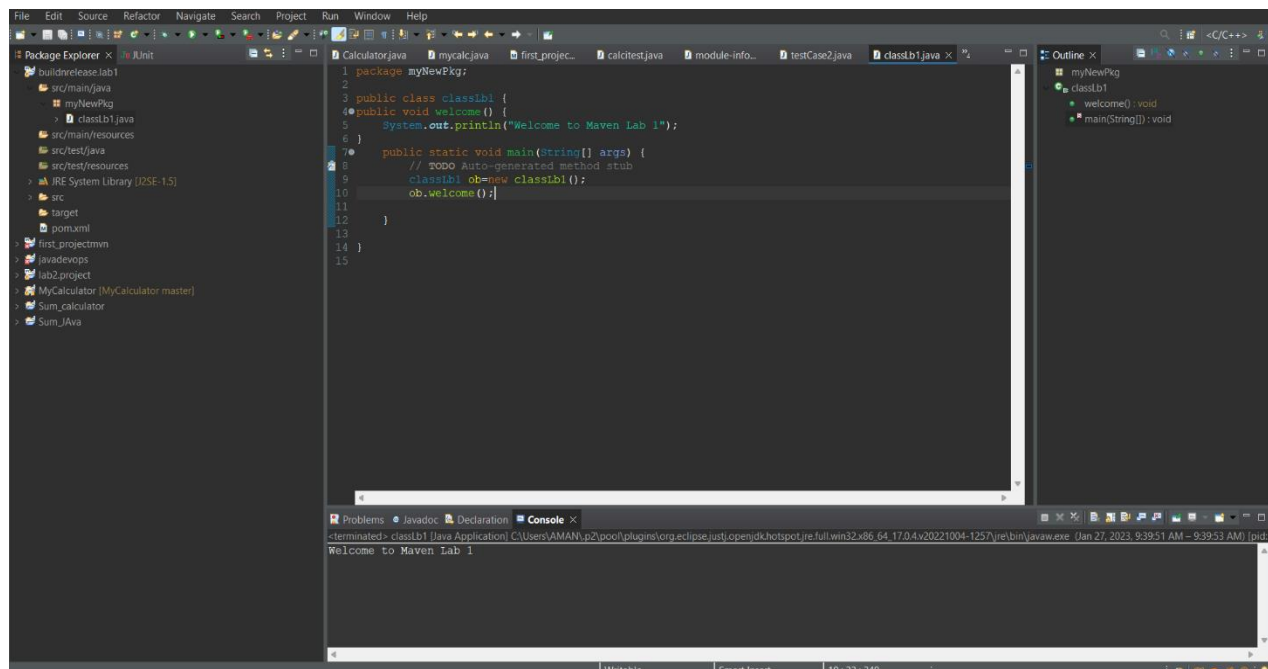 File Edit Source Refactor Navigate Search Project Run Window Help
<C/C++>
Package Explorer × JUnit
buildnrelease.lab1
src/main/java
myNewPkg
classLb1.java
src/main/resources
src/test/java
src/test/resources
JRE System Library [J2SE-1.5]
src
target
pom.xml
first_projectmvn
javadevops
lab2.project
MyCalculator [MyCalculator master]
Sum_calculator
Sum_JAva
Calculator.java mycalc.java first_projec... calcitest.java module-info... testCase2.java classLb1.java × 4
1 package myNewPkg;
2
3 public class classLb1 {
4 public void welcome() {
5 System.out.println("Welcome to Maven Lab 1");
6 }
7 public static void main(String[] args) {
8 // TODO Auto-generated method stub
9 classLb1 ob=new classLb1();
10 ob.welcome();
11
12 }
13
14 }
15
Outline ×
myNewPkg
classLb1
welcome() : void
main(String[]) : void
Problems Javadoc Declaration Console ×
<terminated> classLb1 [Java Application] C:\Users\AMAN\.p2\pool\plugins\org.eclipse.justj.openjdk.hotspot.jre.full.win32.x86_64_17.0.4.v20221004-1257\jre\bin\javaw.exe (Jan 27, 2023, 9:39:51 AM – 9:39:53 AM) [pid:
Welcome to Maven Lab 1